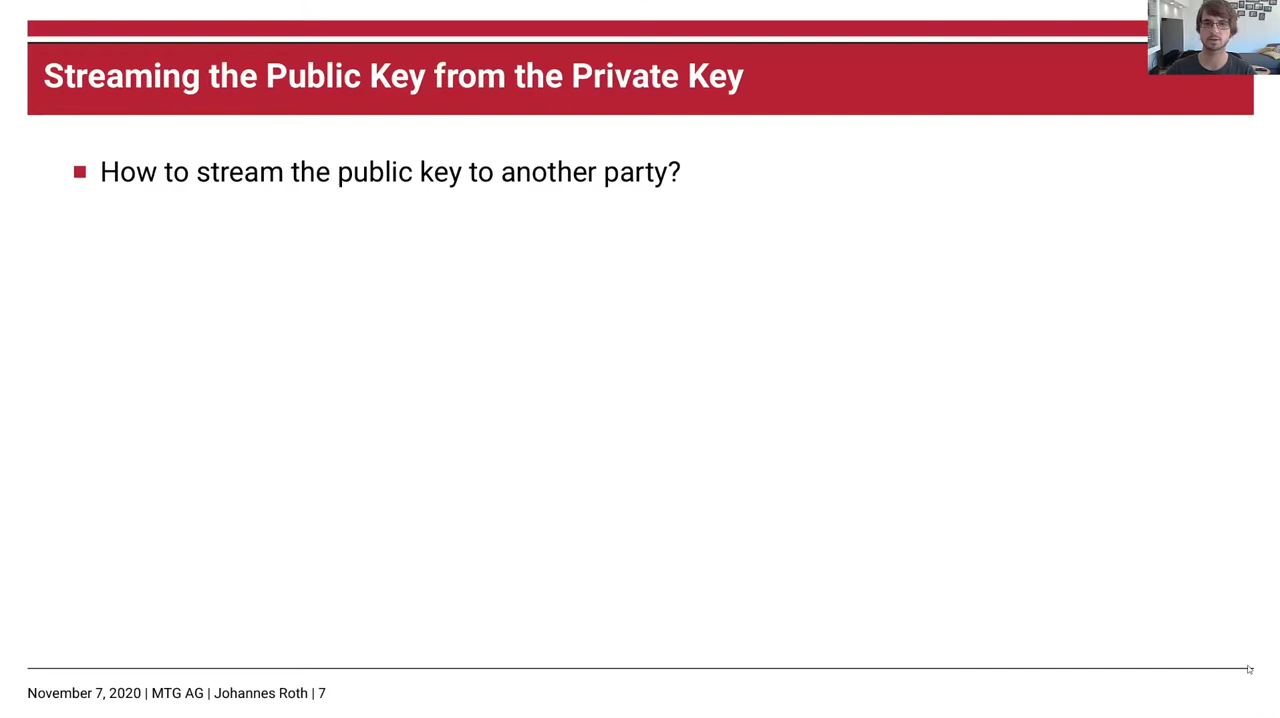 Streaming the Public Key from the Private Key
How to stream the public key to another party?
November 7, 2020 | MTG AG | Johannes Roth | 7